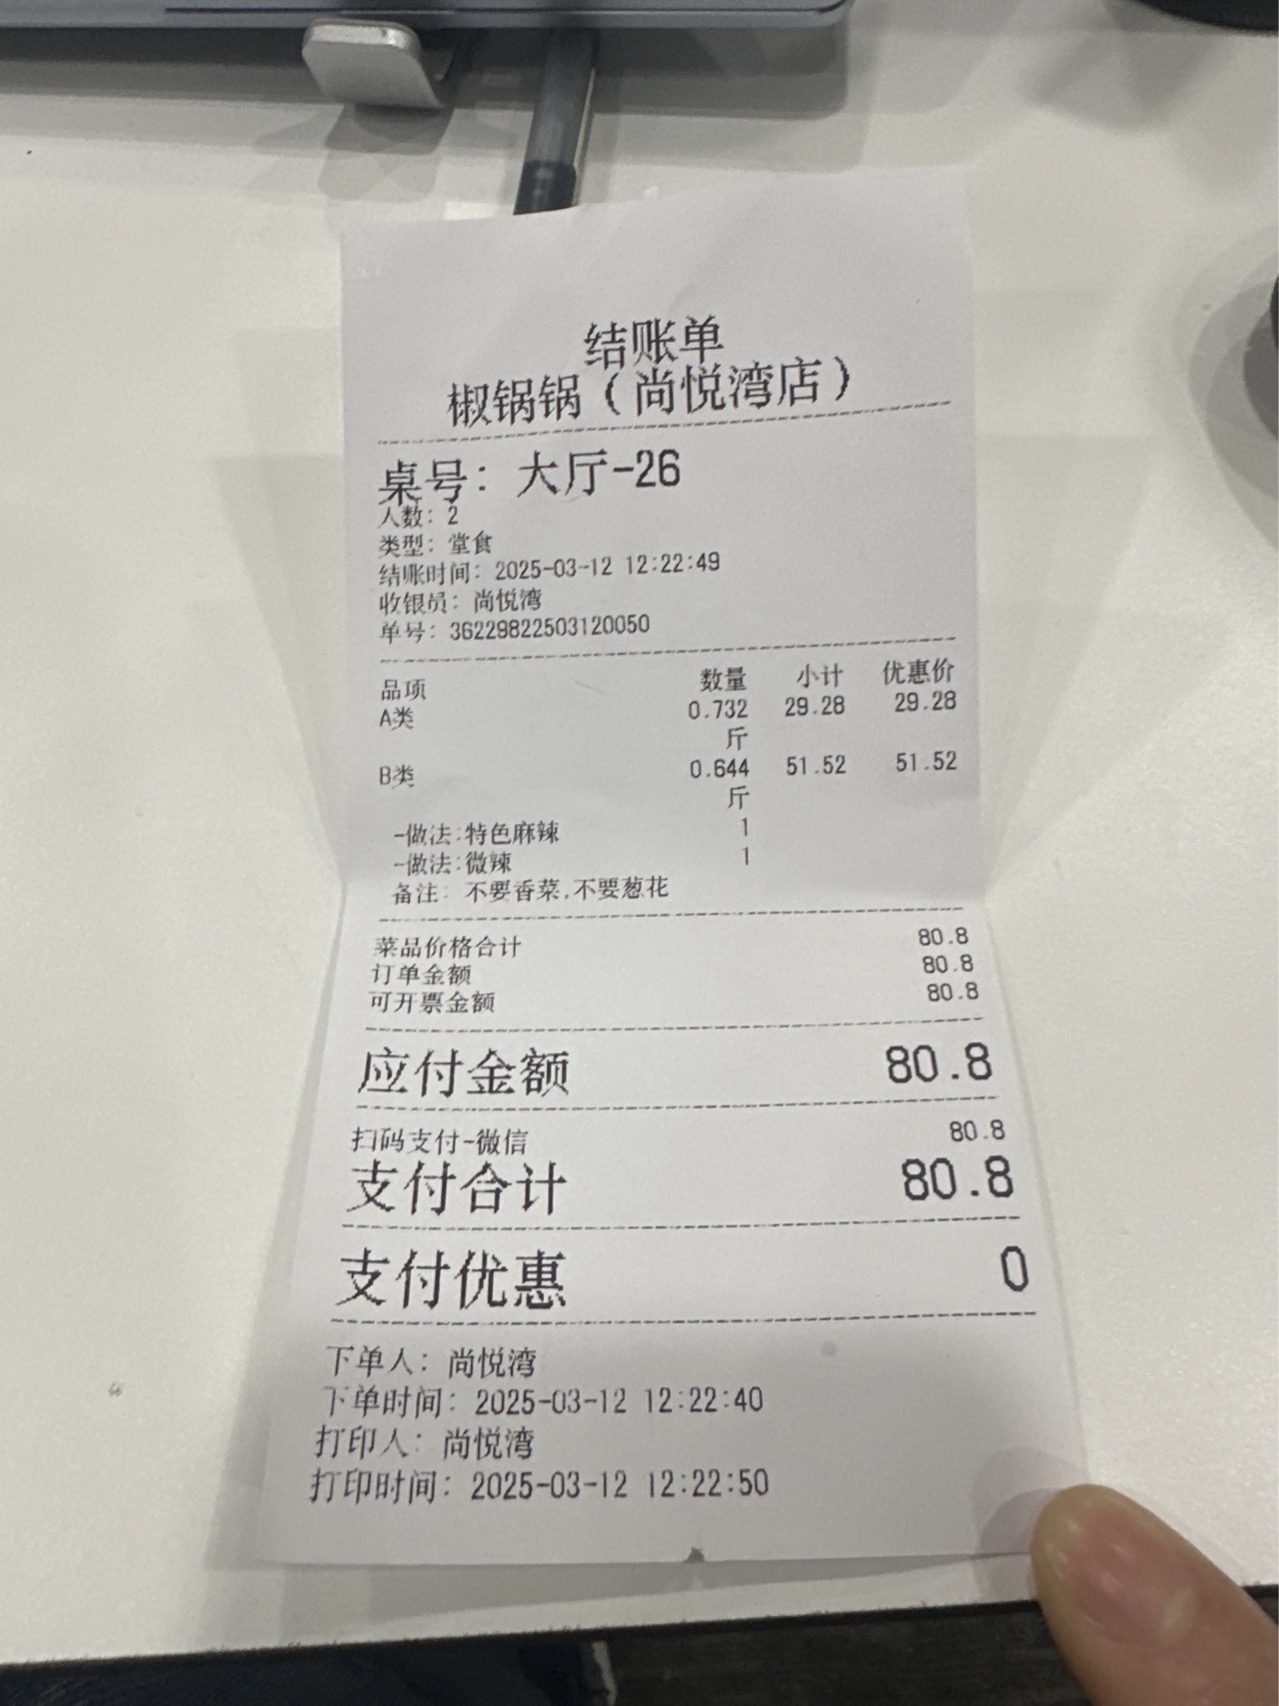 结账单
椒锅锅（尚悦湾店）
桌号：大厅-26
人数：2
类型：堂食
结账时间：2025-03-12 12:22:49
收银员：尚悦湾
单号：36229822503120050
品项 数量 小计 优惠价
A类 0.732 29.28 29.28
斤
B类 0.644 51.52 51.52
斤
-做法:特色麻辣 1
-做法:微辣 1
备注：不要香菜,不要葱花
菜品价格合计 80.8
订单金额 80.8
可开票金额 80.8
应付金额 80.8
扫码支付-微信 80.8
支付合计 80.8
支付优惠 0
下单人：尚悦湾
下单时间：2025-03-12 12:22:40
打印人：尚悦湾
打印时间：2025-03-12 12:22:50